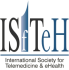 ISfTeH
International Society for
Telemedicine & eHealth